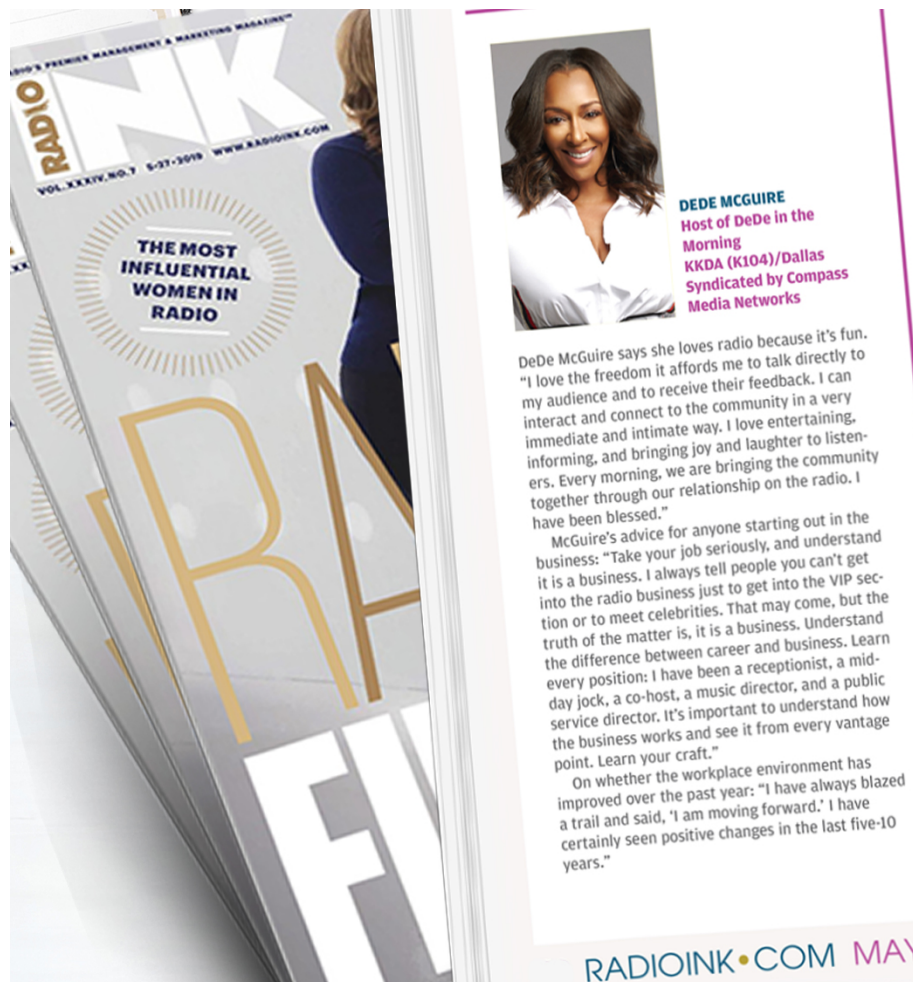 RADIO'S PREMIER MANAGEMENT & MARKETING MAGAZINE™
RADIO
INK
VOL. XXXIV, NO. 7 5-27-2019 WWW.RADIOINK.COM
THE MOST
INFLUENTIAL
WOMEN IN
RADIO
RA
DEDE MCGUIRE
Host of DeDe in the
Morning
KKDA (K104)/Dallas
Syndicated by Compass
Media Networks
DeDe McGuire says she loves radio because it's fun.
“I love the freedom it affords me to talk directly to
my audience and to receive their feedback. I can
interact and connect to the community in a very
immediate and intimate way. I love entertaining,
informing, and bringing joy and laughter to listen-
ers. Every morning, we are bringing the community
together through our relationship on the radio. I
have been blessed.”
McGuire's advice for anyone starting out in the
business: “Take your job seriously, and understand
it is a business. I always tell people you can't get
into the radio business just to get into the VIP sec-
tion or to meet celebrities. That may come, but the
truth of the matter is, it is a business. Understand
the difference between career and business. Learn
every position: I have been a receptionist, a mid-
day jock, a co-host, a music director, and a public
service director. It's important to understand how
the business works and see it from every vantage
point. Learn your craft.”
On whether the workplace environment has
improved over the past year: “I have always blazed
a trail and said, ‘I am moving forward.’ I have
certainly seen positive changes in the last five-10
years.”
RADIOINK•COM MAY